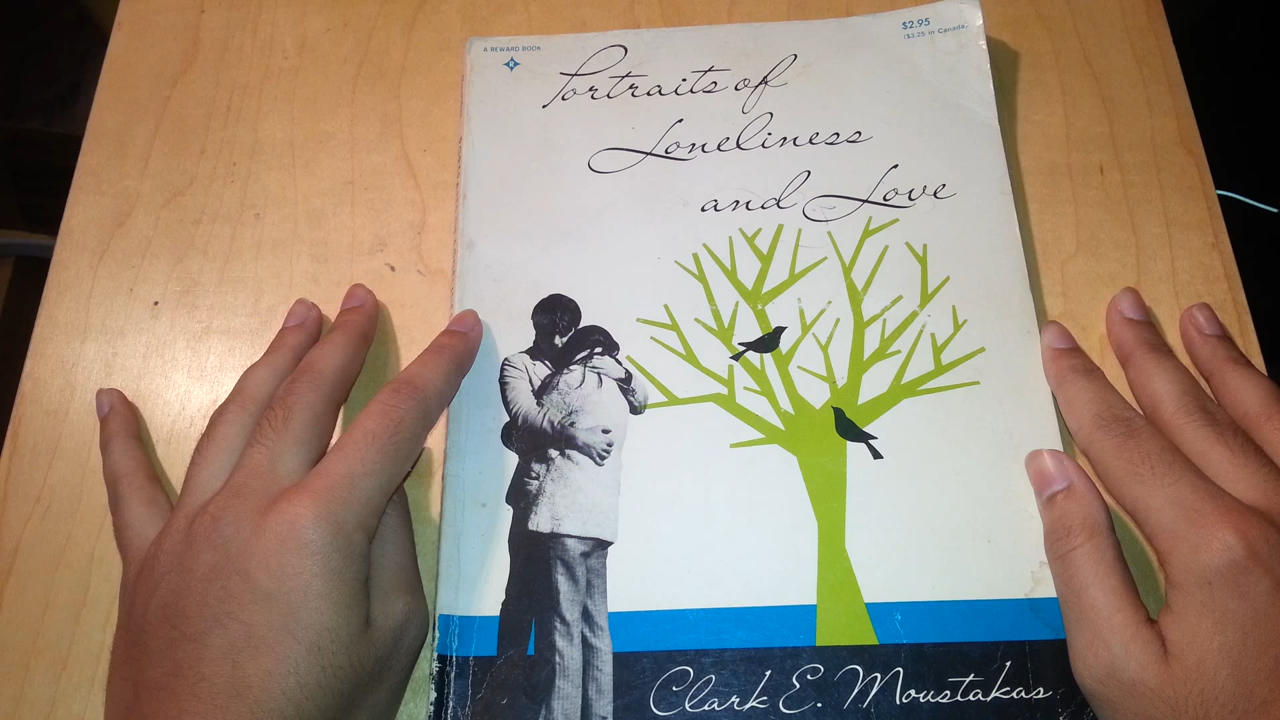 A REWARD BOOK
R
$2.95
($3.25 in Canada)
Portraits of
Loneliness
and Love
Clark E. Moustakas